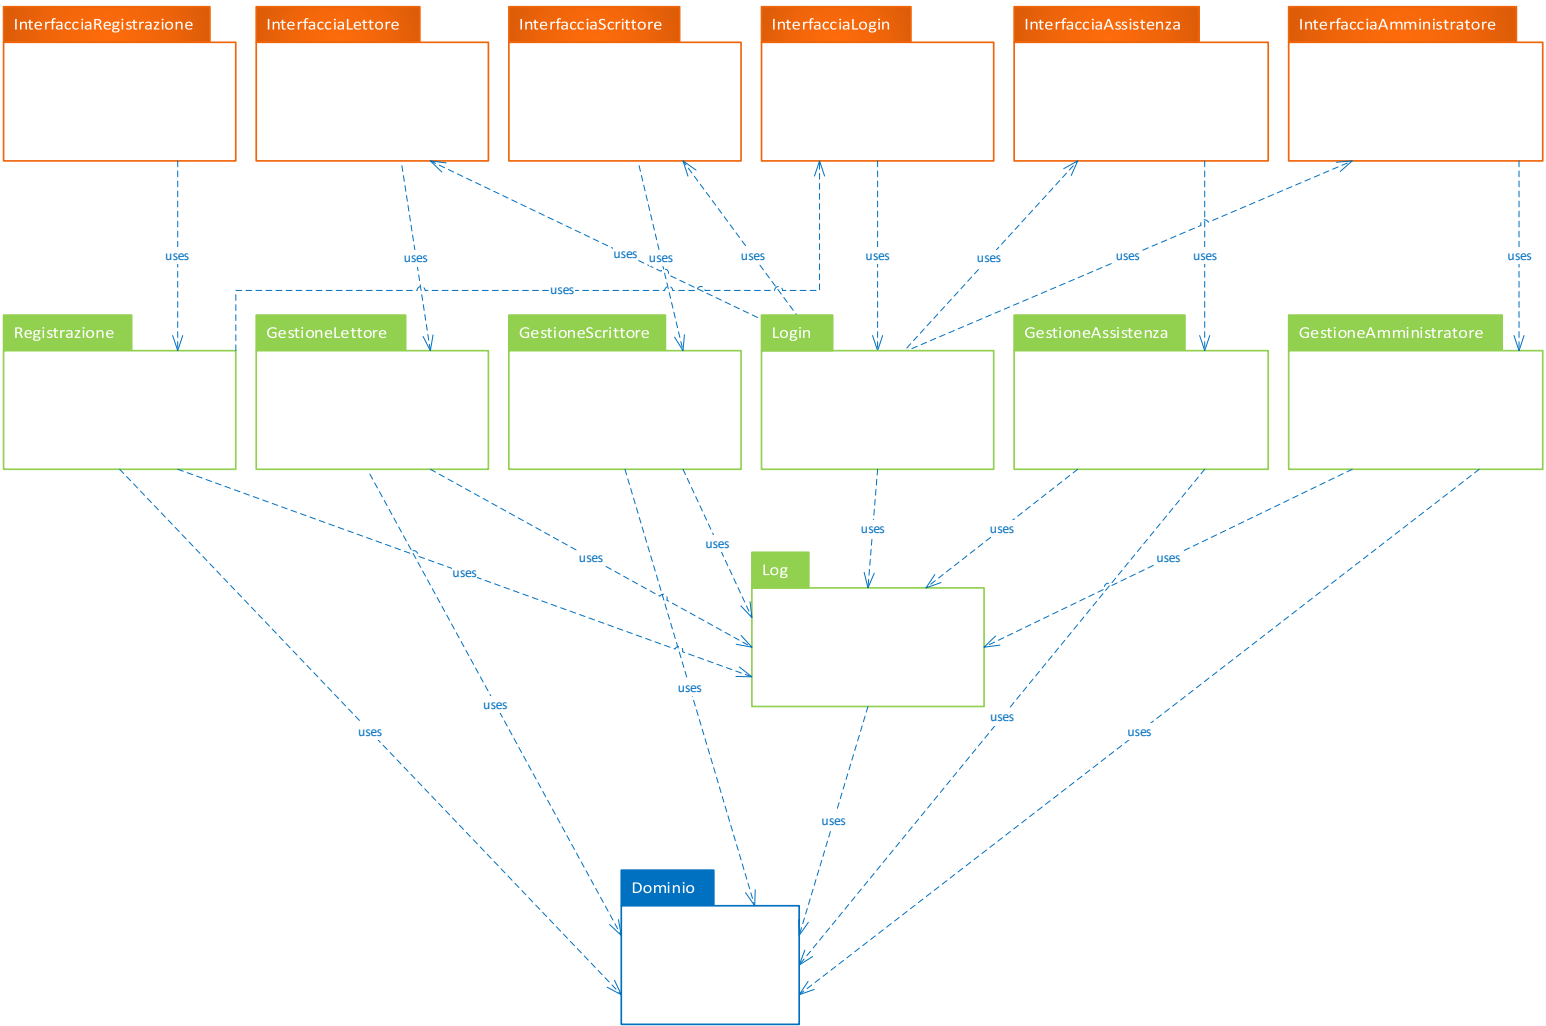 InterfacciaRegistrazione
InterfacciaLettore
InterfacciaScrittore
InterfacciaLogin
InterfacciaAssistenza
InterfacciaAmministratore
uses
uses
uses
uses
uses
uses
uses
uses
uses
uses
uses
Registrazione
GestioneLettore
GestioneScrittore
Login
GestioneAssistenza
GestioneAmministratore
uses
uses
uses
uses
uses
uses
Log
uses
uses
uses
uses
uses
uses
Dominio